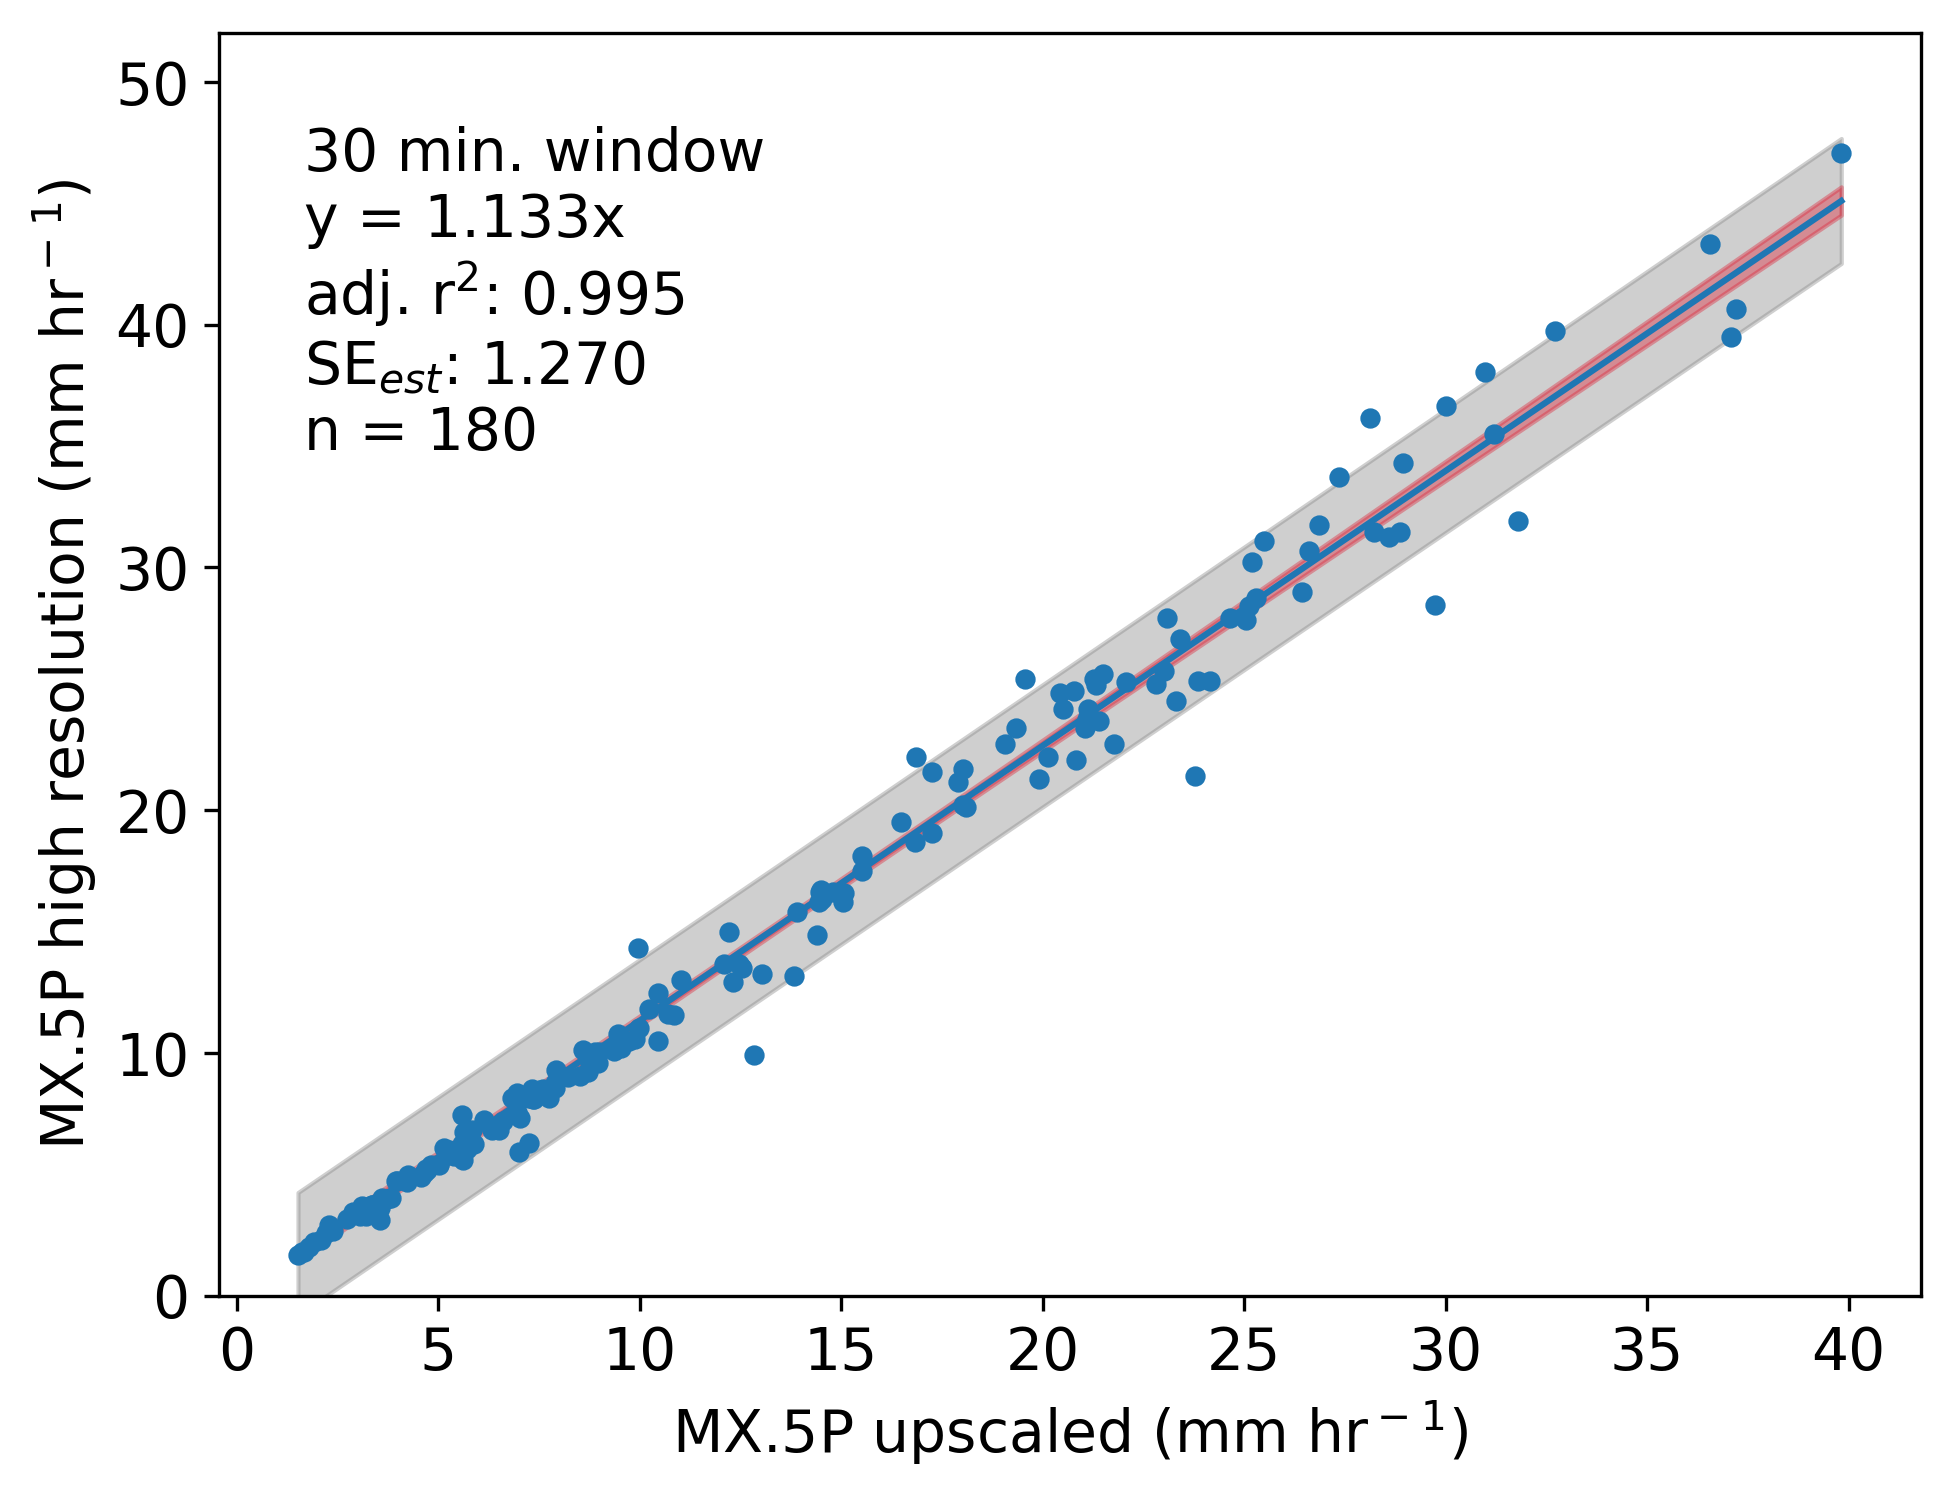 30 min. window
y = 1.133x
adj. r²: 0.995
SEₑₛₜ: 1.270
n = 180
MX.5P high resolution (mm hr⁻¹)
50
40
30
20
10
0
0 5 10 15 20 25 30 35 40
MX.5P upscaled (mm hr⁻¹)